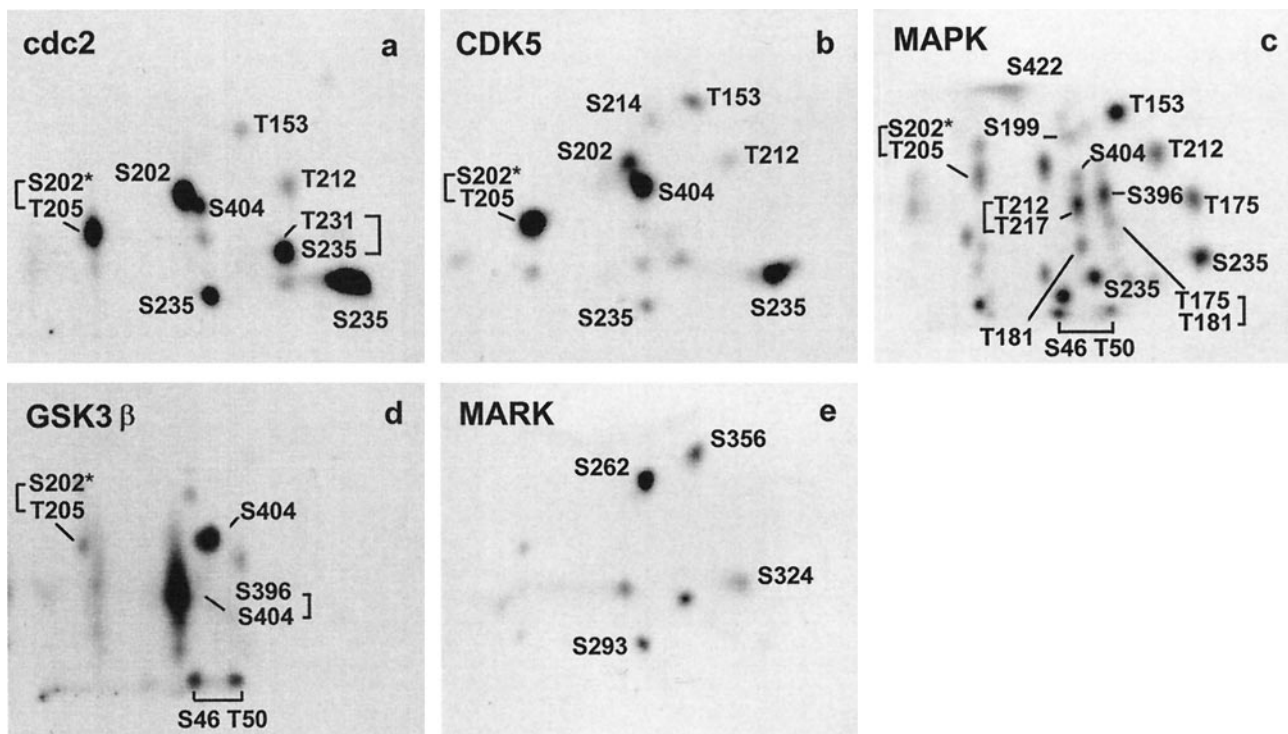 cdc2
a
T153
S202
S202*
T205
S404
T212
T231
S235
S235
S235
CDK5
b
S214
T153
S202
T212
S202*
T205
S404
S235
S235
MAPK
c
S422
T153
S199
S202*
T205
S404
T212
S396
T212
T217
T175
S235
S235
T175
T181
T181
S46 T50
GSK3 β
d
S202*
T205
S404
S396
S404
S46 T50
MARK
e
S356
S262
S324
S293